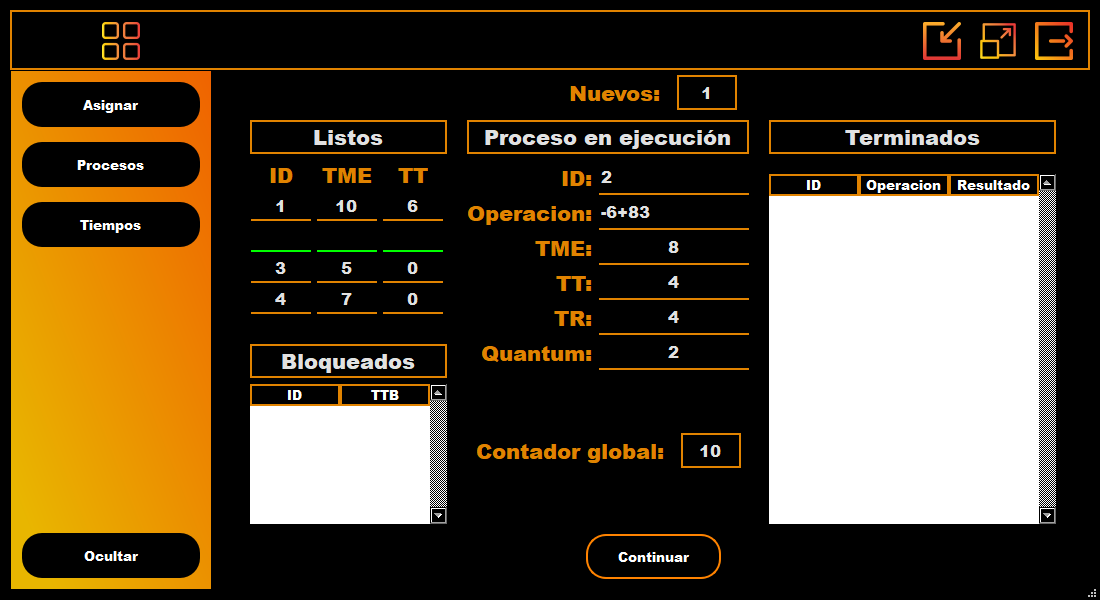 Nuevos: 1
Asignar
Procesos
Tiempos
Ocultar
Listos
ID TME TT
1 10 6
3 5 0
4 7 0
Bloqueados
ID TTB
Proceso en ejecución
ID: 2
Operacion: -6+83
TME: 8
TT: 4
TR: 4
Quantum: 2
Contador global: 10
Continuar
Terminados
ID Operacion Resultado